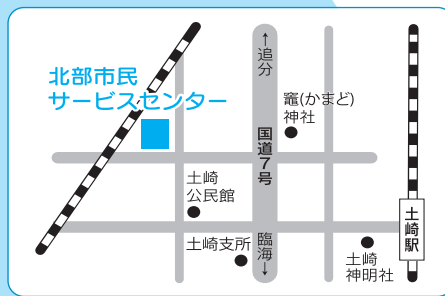 北部市民
サービスセンター
↑追分
国道7号
臨海↓
竈(かまど)
神社
土崎
公民館
土崎支所
土崎駅
土崎
神明社